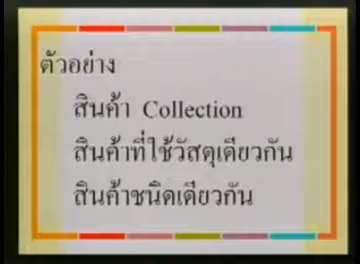 ตัวอย่าง
สินค้า Collection
สินค้าที่ใช้วัสดุเดียวกัน
สินค้าชนิดเดียวกัน